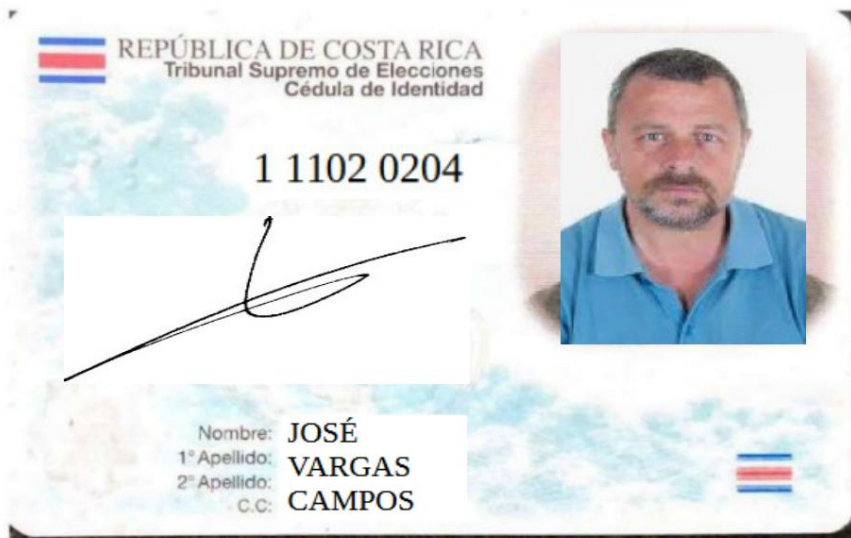 REPÚBLICA DE COSTA RICA
Tribunal Supremo de Elecciones
Cédula de Identidad
1 1102 0204
Nombre: JOSÉ
1° Apellido: VARGAS
2° Apellido: CAMPOS
C.C: